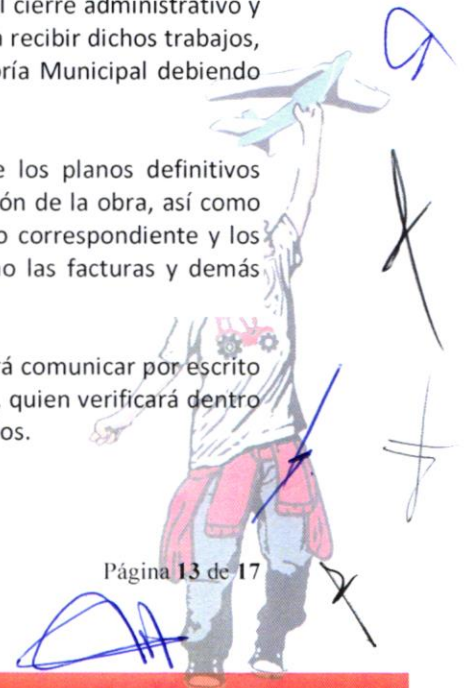 l cierre administrativo y
recibir dichos trabajos,
ría Municipal debiendo
e los planos definitivos
ón de la obra, así como
o correspondiente y los
o las facturas y demás
rá comunicar por escrito
, quien verificará dentro
os.
Página 13 de 17